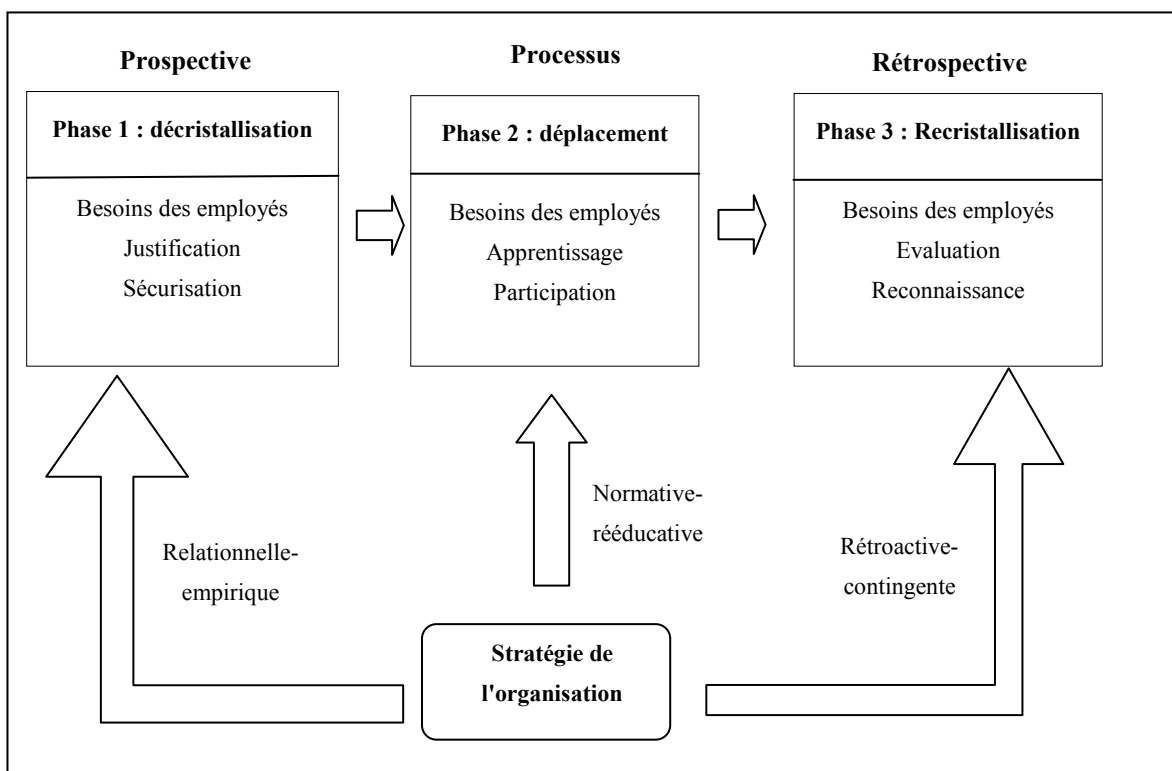 Prospective
Processus
Rétrospective
Phase 1 : décristallisation
Besoins des employés
Justification
Sécurisation
Phase 2 : déplacement
Besoins des employés
Apprentissage
Participation
Phase 3 : Recristallisation
Besoins des employés
Evaluation
Reconnaissance
Relationnelle-
empirique
Normative-
rééducative
Rétroactive-
contingente
Stratégie de
l'organisation